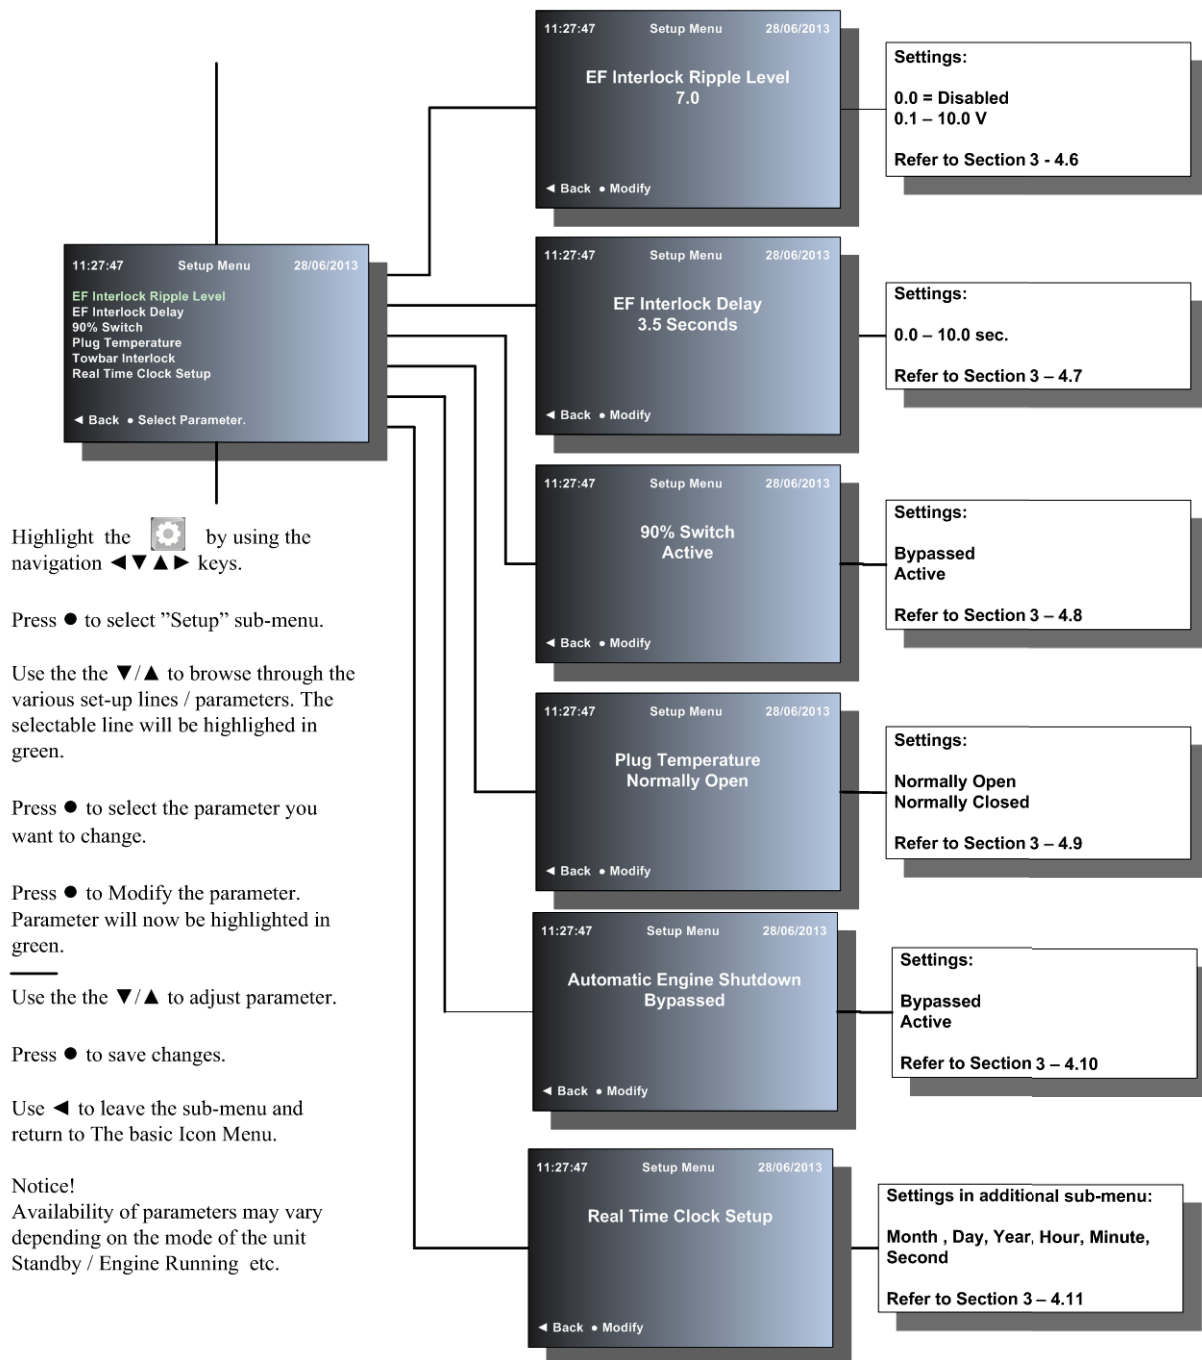 11:27:47 Setup Menu 28/06/2013
EF Interlock Ripple Level
EF Interlock Delay
90% Switch
Plug Temperature
Towbar Interlock
Real Time Clock Setup
◄ Back ● Select Parameter.
Highlight the by using the
navigation ◄▼▲► keys.
Press ● to select ”Setup” sub-menu.
Use the the ▼/▲ to browse through the
various set-up lines / parameters. The
selectable line will be highlighed in
green.
Press ● to select the parameter you
want to change.
Press ● to Modify the parameter.
Parameter will now be highlighted in
green.
Use the the ▼/▲ to adjust parameter.
Press ● to save changes.
Use ◄ to leave the sub-menu and
return to The basic Icon Menu.
Notice!
Availability of parameters may vary
depending on the mode of the unit
Standby / Engine Running etc.
11:27:47 Setup Menu 28/06/2013
EF Interlock Ripple Level
7.0
◄ Back ● Modify
Settings:
0.0 = Disabled
0.1 – 10.0 V
Refer to Section 3 - 4.6
11:27:47 Setup Menu 28/06/2013
EF Interlock Delay
3.5 Seconds
◄ Back ● Modify
Settings:
0.0 – 10.0 sec.
Refer to Section 3 – 4.7
11:27:47 Setup Menu 28/06/2013
90% Switch
Active
◄ Back ● Modify
Settings:
Bypassed
Active
Refer to Section 3 – 4.8
11:27:47 Setup Menu 28/06/2013
Plug Temperature
Normally Open
◄ Back ● Modify
Settings:
Normally Open
Normally Closed
Refer to Section 3 – 4.9
11:27:47 Setup Menu 28/06/2013
Automatic Engine Shutdown
Bypassed
◄ Back ● Modify
Settings:
Bypassed
Active
Refer to Section 3 – 4.10
11:27:47 Setup Menu 28/06/2013
Real Time Clock Setup
◄ Back ● Modify
Settings in additional sub-menu:
Month , Day, Year, Hour, Minute,
Second
Refer to Section 3 – 4.11